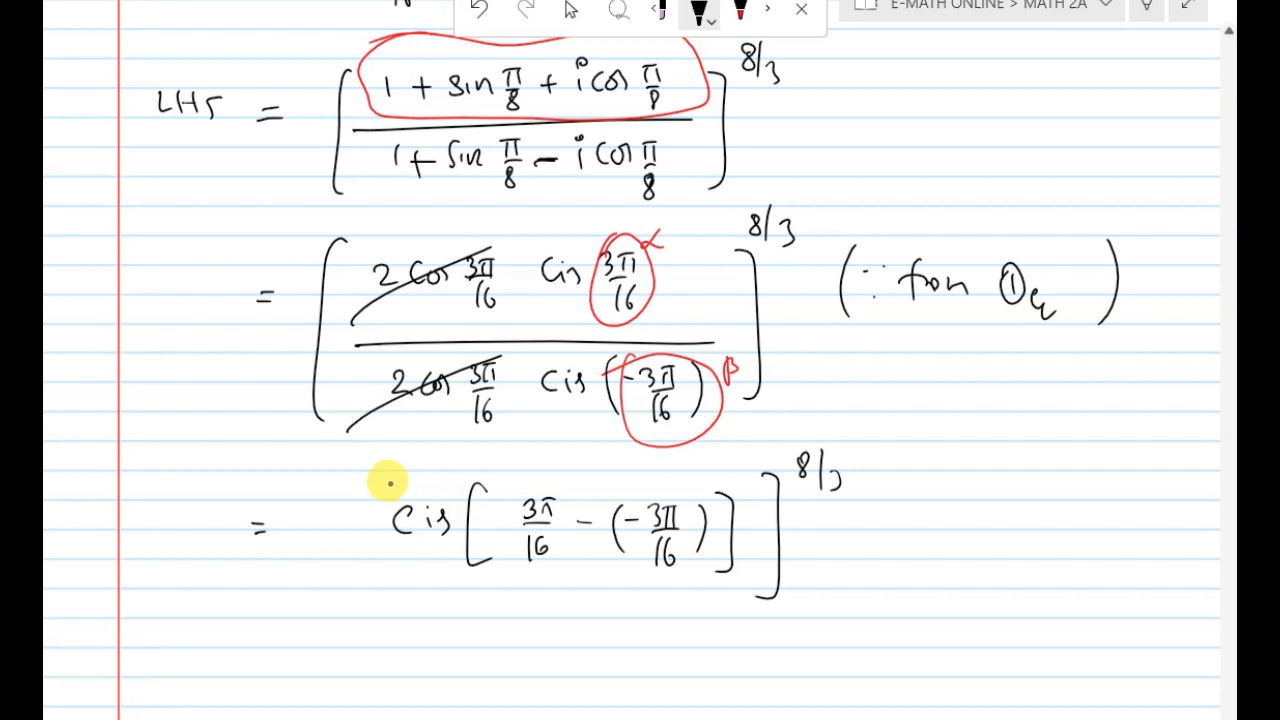 E-MATH ONLINE > MATH 2A
LHS = [ (1 + sin π/8 + i cos π/8) / (1 + sin π/8 - i cos π/8) ]^8/3
= ( (2 cos 3π/16 cis 3π/16) / (2 cos 3π/16 cis (-3π/16)) ]^8/3 (∵ from ①
α
β
= cis [ 3π/16 - (-3π/16) ] ]^8/3